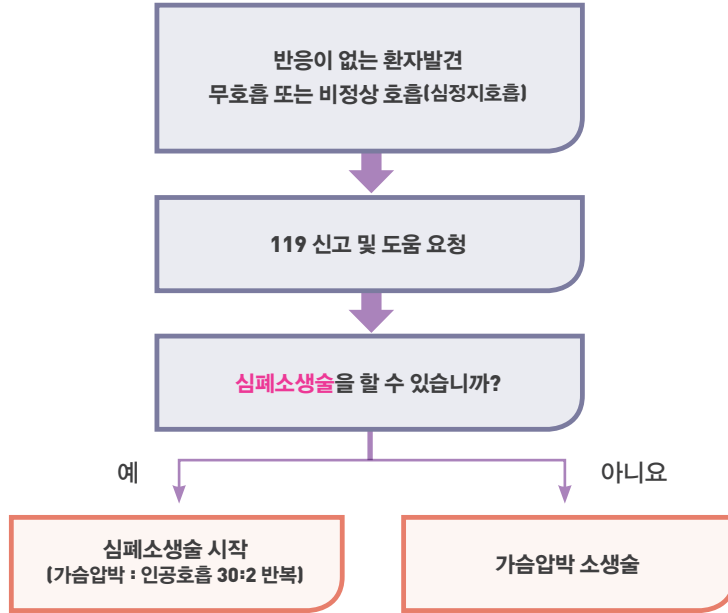 반응이 없는 환자발견
무호흡 또는 비정상 호흡(심정지호흡)
119 신고 및 도움 요청
심폐소생술을 할 수 있습니까?
예
아니요
심폐소생술 시작
(가슴압박 : 인공호흡 30:2 반복)
가슴압박 소생술